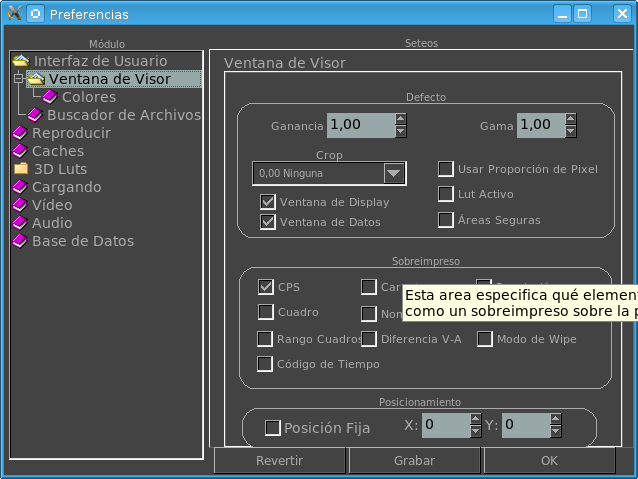 Preferencias
Módulo
Interfaz de Usuario
Ventana de Visor
Colores
Buscador de Archivos
Reproducir
Caches
3D Luts
Cargando
Vídeo
Audio
Base de Datos
Seteos
Ventana de Visor
Defecto
Ganancia 1,00
Gama 1,00
Crop
0,00 Ninguna
Usar Proporción de Pixel
Ventana de Display
Lut Activo
Ventana de Datos
Áreas Seguras
Sobreimpreso
CPS
Esta area especifica qué elemen
como un sobreimpreso sobre la
Cuadro
Rango Cuadros
Diferencia V-A
Modo de Wipe
Código de Tiempo
Posicionamiento
Posición Fija
X: 0
Y: 0
Revertir
Grabar
OK